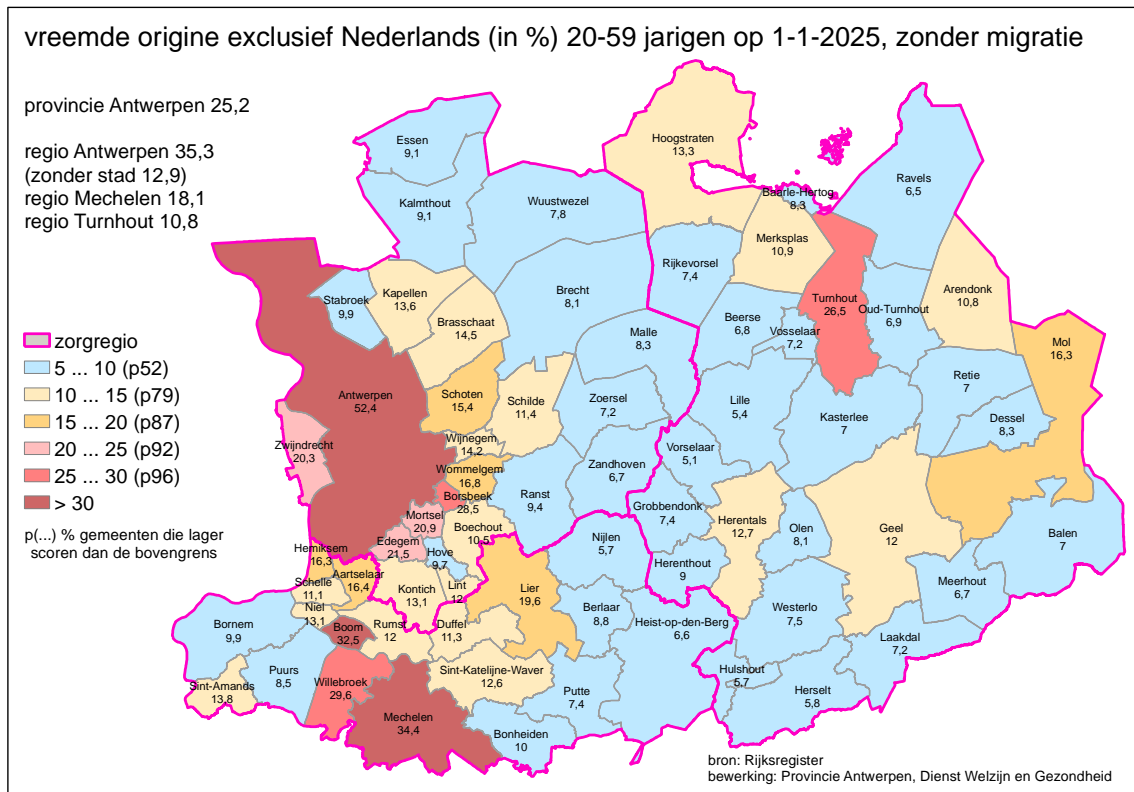 vreemde origine exclusief Nederlands (in %) 20-59 jarigen op 1-1-2025, zonder migratie
provincie Antwerpen 25,2
regio Antwerpen 35,3
(zonder stad 12,9)
regio Mechelen 18,1
regio Turnhout 10,8
zorgregio
5 ... 10 (p52)
10 ... 15 (p79)
15 ... 20 (p87)
20 ... 25 (p92)
25 ... 30 (p96)
> 30
p(...) % gemeenten die lager
scoren dan de bovengrens
Essen
9,1
Kalmthout
9,1
Wuustwezel
7,8
Hoogstraten
13,3
Baarle-Hertog
8,3
Ravels
6,5
Merksplas
10,9
Rijkevorsel
7,4
Brecht
8,1
Stabroek
9,9
Kapellen
13,6
Brasschaat
14,5
Turnhout
26,5
Oud-Turnhout
6,9
Arendonk
10,8
Beerse
6,8
Vosselaar
7,2
Malle
8,3
Mol
16,3
Retie
7
Antwerpen
52,4
Schoten
15,4
Schilde
11,4
Zoersel
7,2
Lille
5,4
Kasterlee
7
Dessel
8,3
Zwijndrecht
20,3
Wijnegem
14,2
Vorselaar
5,1
Wommelgem
16,8
Zandhoven
6,7
Borsbeek
28,5
Ranst
9,4
Mortsel
20,9
Grobbendonk
7,4
Herentals
12,7
Olen
8,1
Geel
12
Boechout
10,5
Edegem
21,5
Hove
9,7
Nijlen
5,7
Balen
7
Hemiksem
16,3
Aartselaar
16,4
Herenthout
9
Schelle
11,1
Kontich
13,1
Lint
12
Lier
19,6
Meerhout
6,7
Niel
13,1
Berlaar
8,8
Heist-op-den-Berg
6,6
Westerlo
7,5
Bornem
9,9
Boom
32,5
Rumst
12
Duffel
11,3
Laakdal
7,2
Puurs
8,5
Sint-Katelijne-Waver
12,6
Hulshout
5,7
Sint-Amands
13,8
Willebroek
29,6
Putte
7,4
Herselt
5,8
Mechelen
34,4
Bonheiden
10
bron: Rijksregister
bewerking: Provincie Antwerpen, Dienst Welzijn en Gezondheid